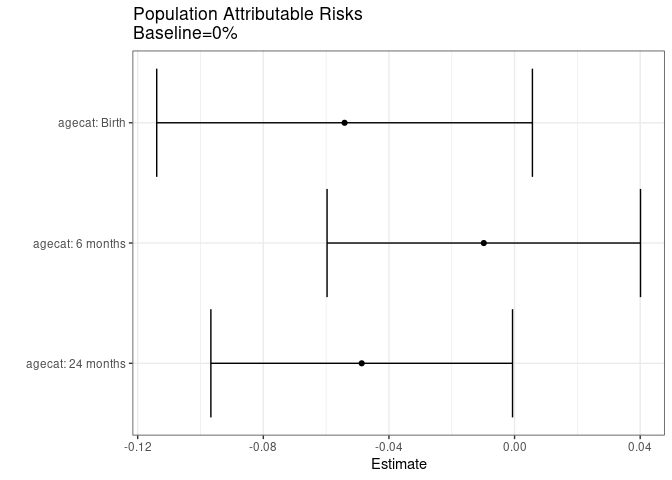 Population Attributable Risks
Baseline=0%
agecat: Birth
agecat: 6 months
agecat: 24 months
-0.12 -0.08 -0.04 0.00 0.04
Estimate